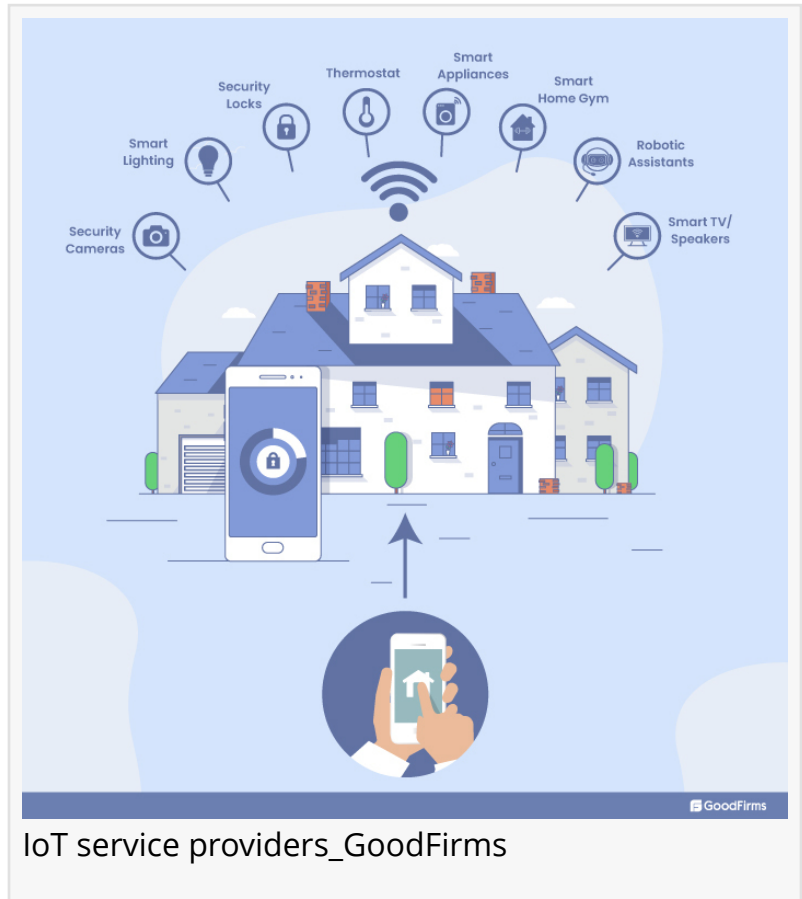 Security
Cameras
Smart
Lighting
Security
Locks
Thermostat
Smart
Appliances
Smart
Home Gym
Robotic
Assistants
Smart TV/
Speakers
GoodFirms
IoT service providers_GoodFirms